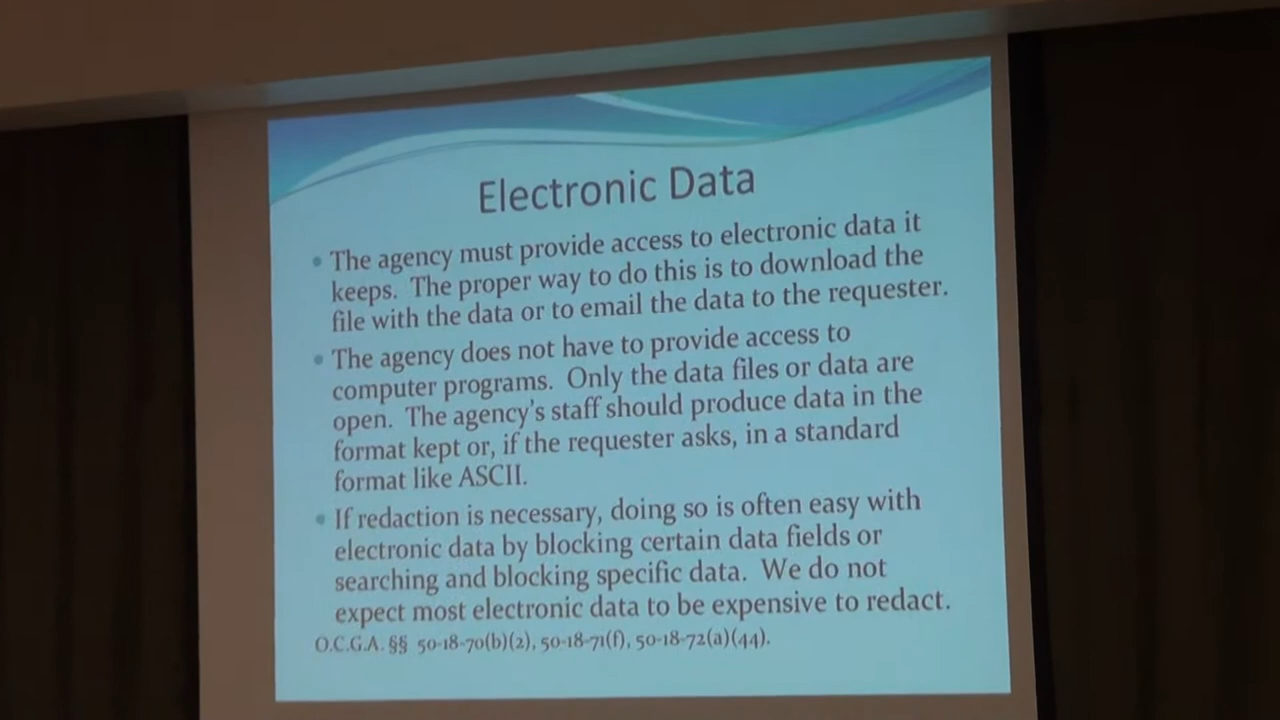 Electronic Data
• The agency must provide access to electronic data it
keeps. The proper way to do this is to download the
file with the data or to email the data to the requester.
• The agency does not have to provide access to
computer programs. Only the data files or data are
open. The agency's staff should produce data in the
format kept or, if the requester asks, in a standard
format like ASCII.
• If redaction is necessary, doing so is often easy with
electronic data by blocking certain data fields or
searching and blocking specific data. We do not
expect most electronic data to be expensive to redact.
O.C.G.A. §§ 50-18-70(b)(2), 50-18-71(f), 50-18-72(a)(44).